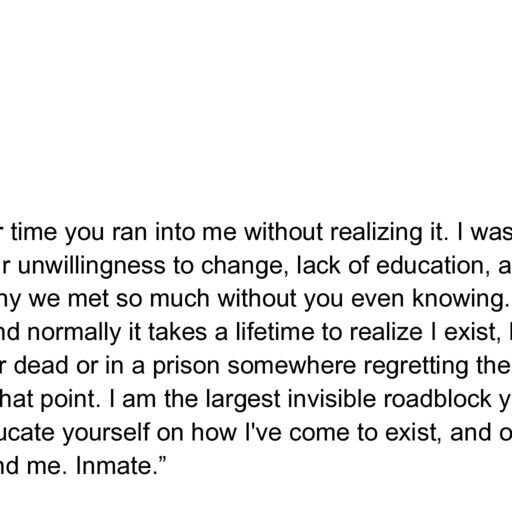 r time you ran into me without realizing it. I was
r unwillingness to change, lack of education, a
hy we met so much without you even knowing.
nd normally it takes a lifetime to realize I exist,
r dead or in a prison somewhere regretting the
hat point. I am the largest invisible roadblock y
ucate yourself on how I've come to exist, and o
nd me. Inmate.”